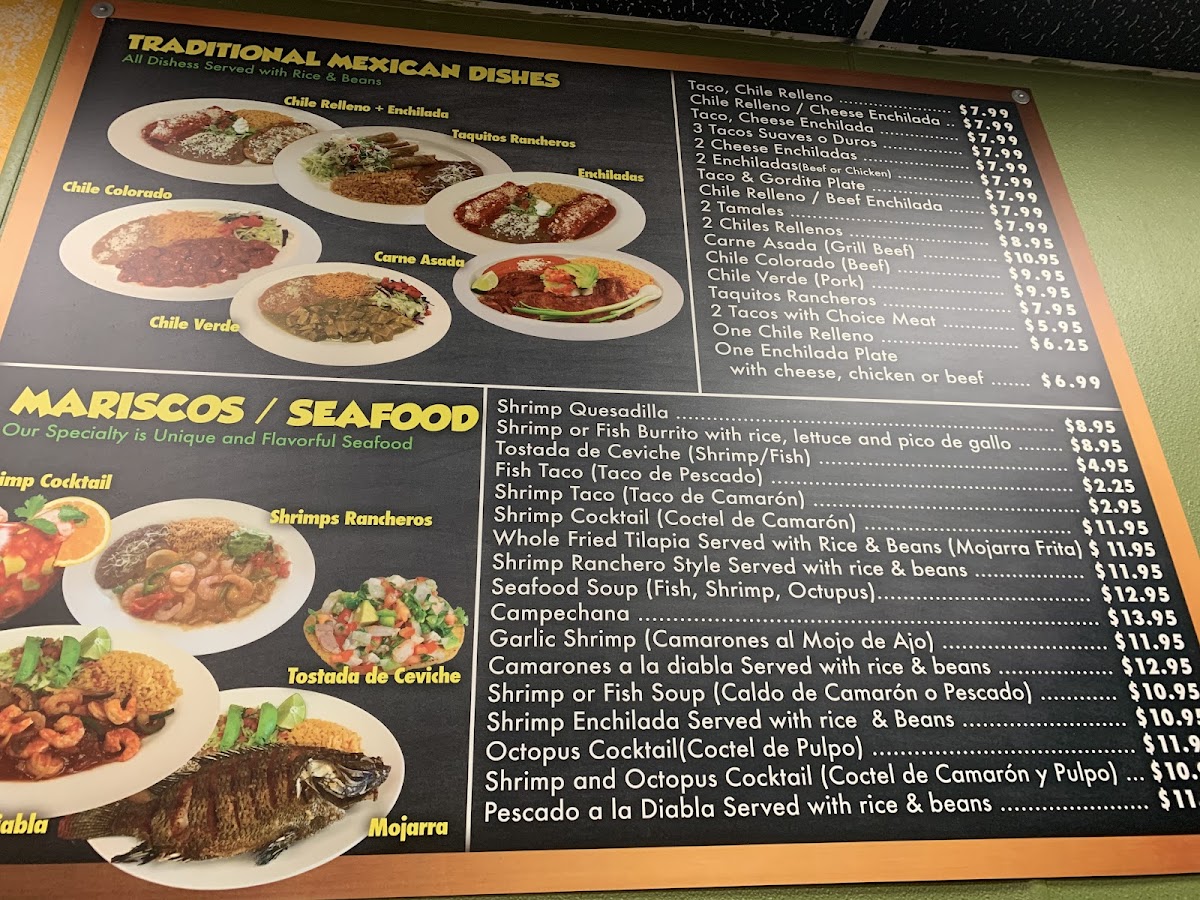 TRADITIONAL MEXICAN DISHES
All Dishess Served with Rice & Beans
Chile Relleno + Enchilada
Taquitos Rancheros
Enchiladas
Chile Colorado
Carne Asada
Chile Verde
Taco, Chile Relleno .................. $7.99
Chile Relleno / Cheese Enchilada .. $7.99
Taco, Cheese Enchilada ............. $7.99
3 Tacos Suaves o Duros ............. $7.99
2 Cheese Enchiladas ................. $7.99
2 Enchiladas(Beef or Chicken) ............ $7.99
Taco & Gordita Plate ................. $7.99
Chile Relleno / Beef Enchilada ...... $7.99
2 Tamales ............................. $7.99
2 Chiles Rellenos .................... $8.95
Carne Asada (Grill Beef) ............. $10.95
Chile Colorado (Beef) ................ $9.95
Chile Verde (Pork) .................... $9.95
Taquitos Rancheros ................... $7.95
2 Tacos with Choice Meat ............ $5.95
One Chile Relleno .................... $6.25
One Enchilada Plate
with cheese, chicken or beef ....... $6.99
MARISCOS / SEAFOOD
Our Specialty is Unique and Flavorful Seafood
imp Cocktail
Shrimps Rancheros
Tostada de Ceviche
iabla
Mojarra
Shrimp Quesadilla ............................................ $8.95
Shrimp or Fish Burrito with rice, lettuce and pico de gallo ....... $8.95
Tostada de Ceviche (Shrimp/Fish) ............................ $4.95
Fish Taco (Taco de Pescado) .................................. $2.25
Shrimp Taco (Taco de Camarón) .............................. $2.95
Shrimp Cocktail (Coctel de Camarón) ........................ $11.95
Whole Fried Tilapia Served with Rice & Beans (Mojarra Frita) $ 11.95
Shrimp Ranchero Style Served with rice & beans ............... $11.95
Seafood Soup (Fish, Shrimp, Octupus)........................... $12.95
Campechana .................................................. $13.95
Garlic Shrimp (Camarones al Mojo de Ajo) .................... $11.95
Camarones a la diabla Served with rice & beans ............... $12.95
Shrimp or Fish Soup (Caldo de Camarón o Pescado) ........... $10.95
Shrimp Enchilada Served with rice & Beans .................... $10.95
Octopus Cocktail(Coctel de Pulpo) ............................. $11.9
Shrimp and Octopus Cocktail (Coctel de Camarón y Pulpo) ... $10.9
Pescado a la Diabla Served with rice & beans .................. $11